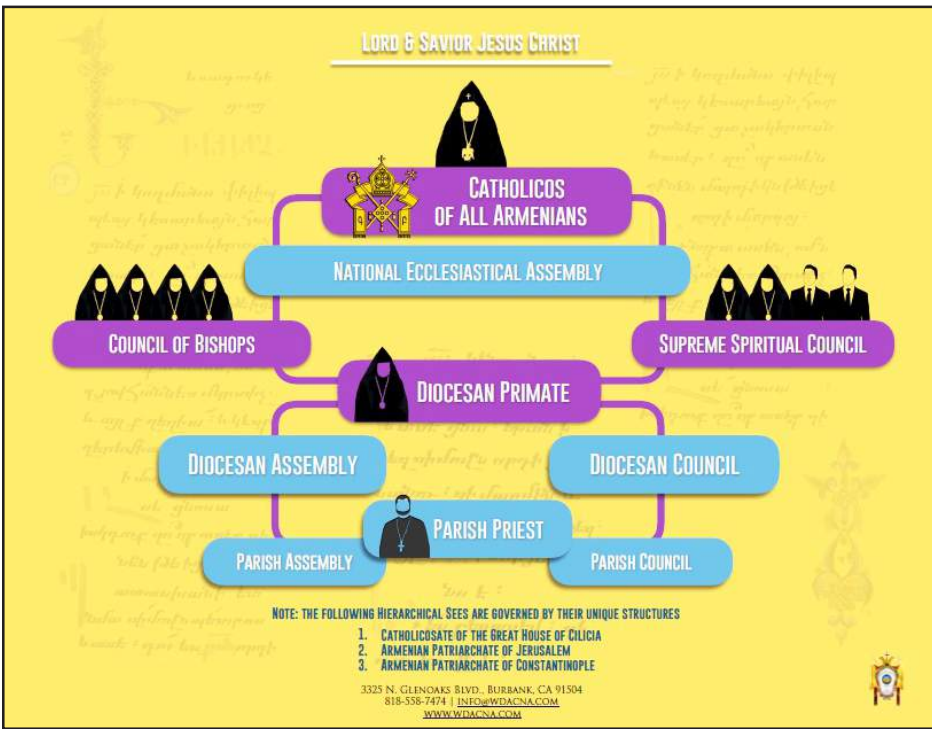 LORD & SAVIOR JESUS CHRIST
CATHOLICOS
OF ALL ARMENIANS
NATIONAL ECCLESIASTICAL ASSEMBLY
COUNCIL OF BISHOPS
SUPREME SPIRITUAL COUNCIL
DIOCESAN PRIMATE
DIOCESAN ASSEMBLY
DIOCESAN COUNCIL
PARISH PRIEST
PARISH ASSEMBLY
PARISH COUNCIL
NOTE: THE FOLLOWING HIERARCHICAL SEES ARE GOVERNED BY THEIR UNIQUE STRUCTURES
1. CATHOLICOSATE OF THE GREAT HOUSE OF CILICIA
2. ARMENIAN PATRIARCHATE OF JERUSALEM
3. ARMENIAN PATRIARCHATE OF CONSTANTINOPLE
3325 N. GLENOAKS BLVD., BURBANK, CA 91504
818-558-7474 | INFO@WDACNA.COM
WWW.WDACNA.COM